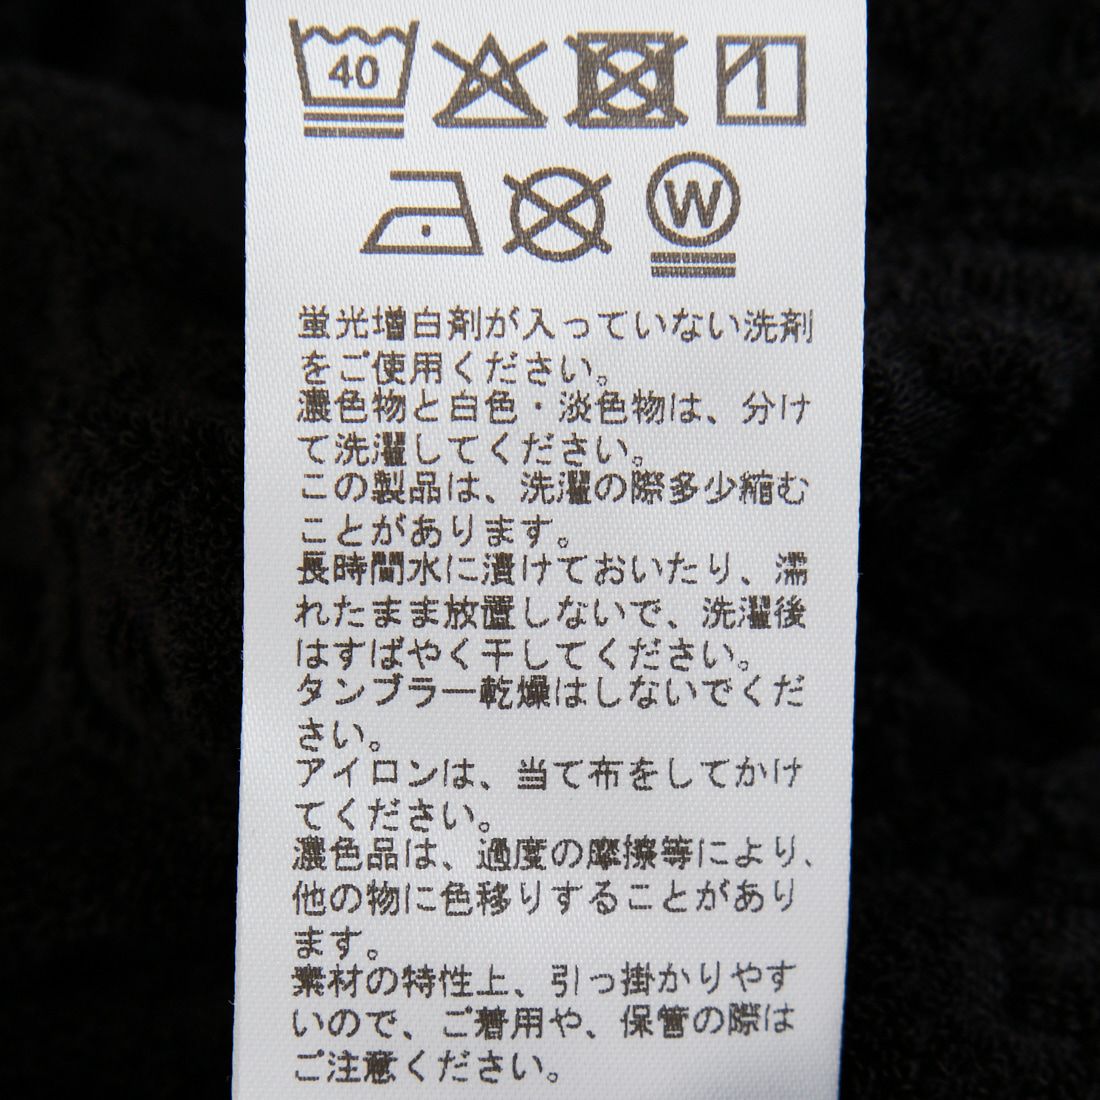 40
W
蛍光増白剤が入っていない洗剤
をご使用ください。
濃色物と白色・淡色物は、分け
て洗濯してください。
この製品は、洗濯の際多少縮む
ことがあります。
長時間水に漬けておいたり、濡
れたまま放置しないで、洗濯後
はすばやく干してください。
タンブラー乾燥はしないでくだ
さい。
アイロンは、当て布をしてかけ
てください。
濃色品は、過度の摩擦等により、
他の物に色移りすることがあり
ます。
素材の特性上、引っ掛かりやす
いので、ご着用や、保管の際は
ご注意ください。